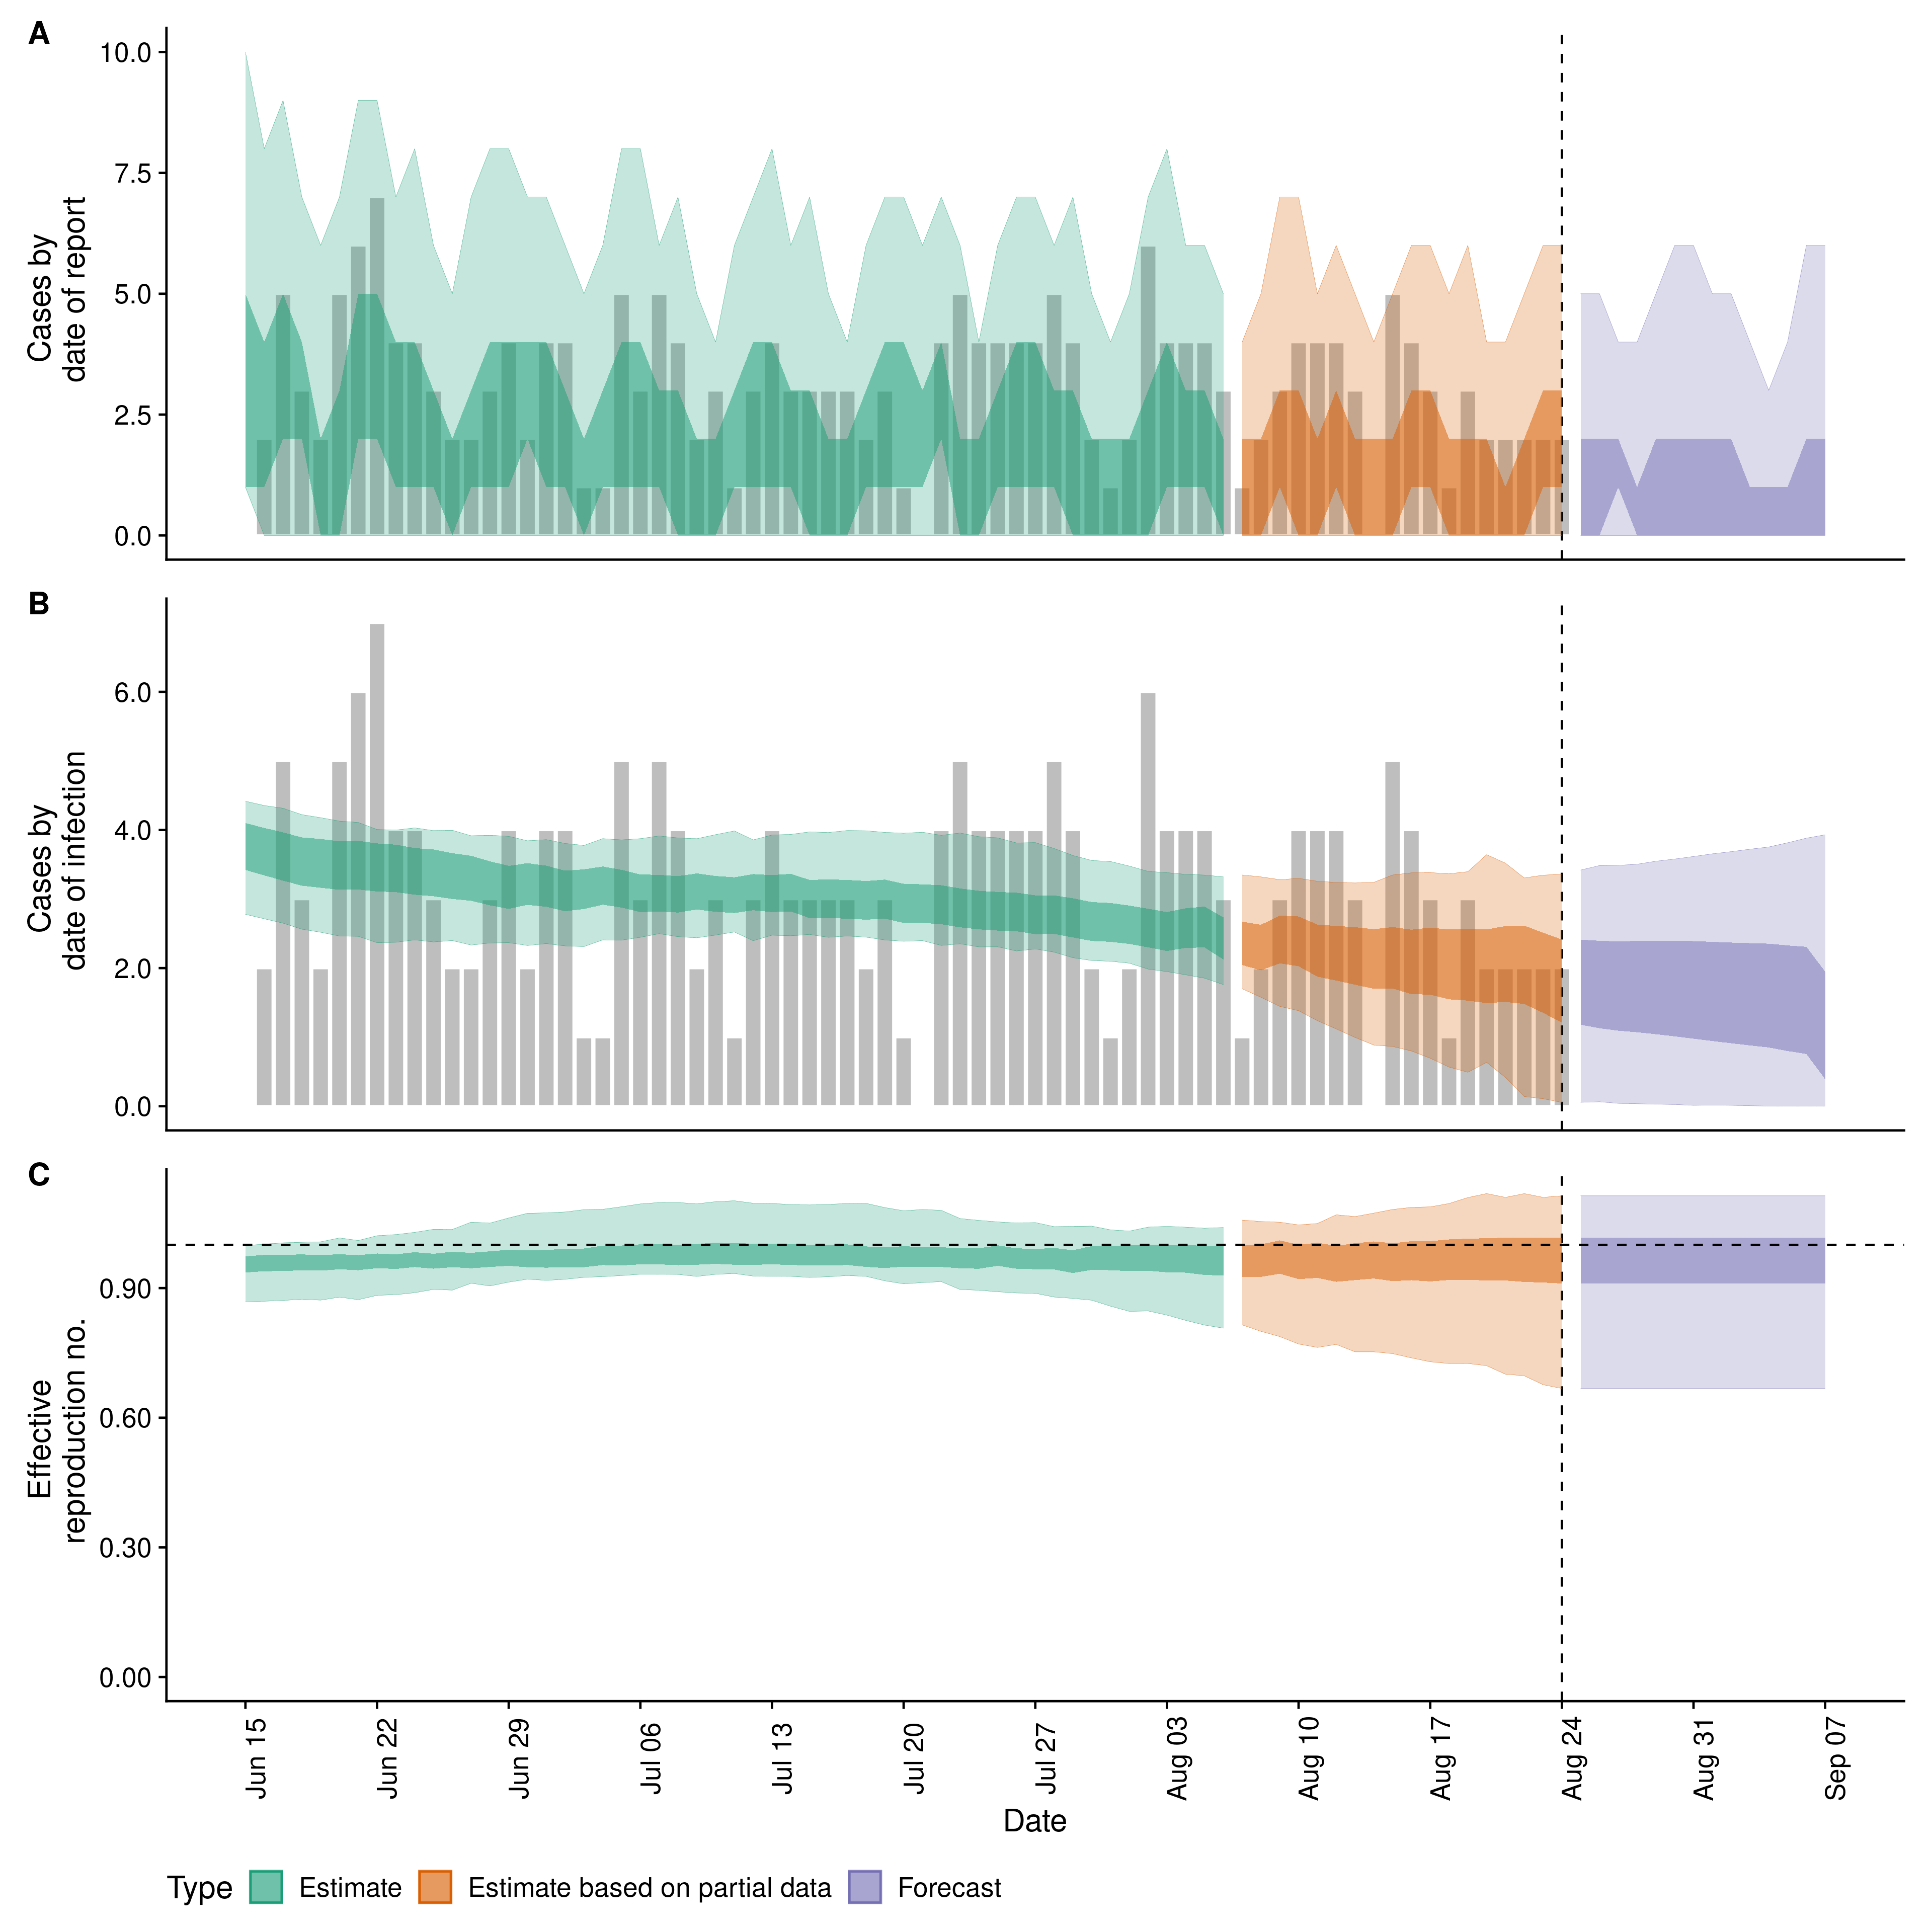 A
10.0
7.5
5.0
2.5
0.0
Cases by
date of report
B
6.0
4.0
2.0
0.0
Cases by
date of infection
C
0.90
0.60
0.30
0.00
Effective
reproduction no.
Jun 15
Jun 22
Jun 29
Jul 06
Jul 13
Jul 20
Jul 27
Aug 03
Aug 10
Aug 17
Aug 24
Aug 31
Sep 07
Date
Type Estimate Estimate based on partial data Forecast